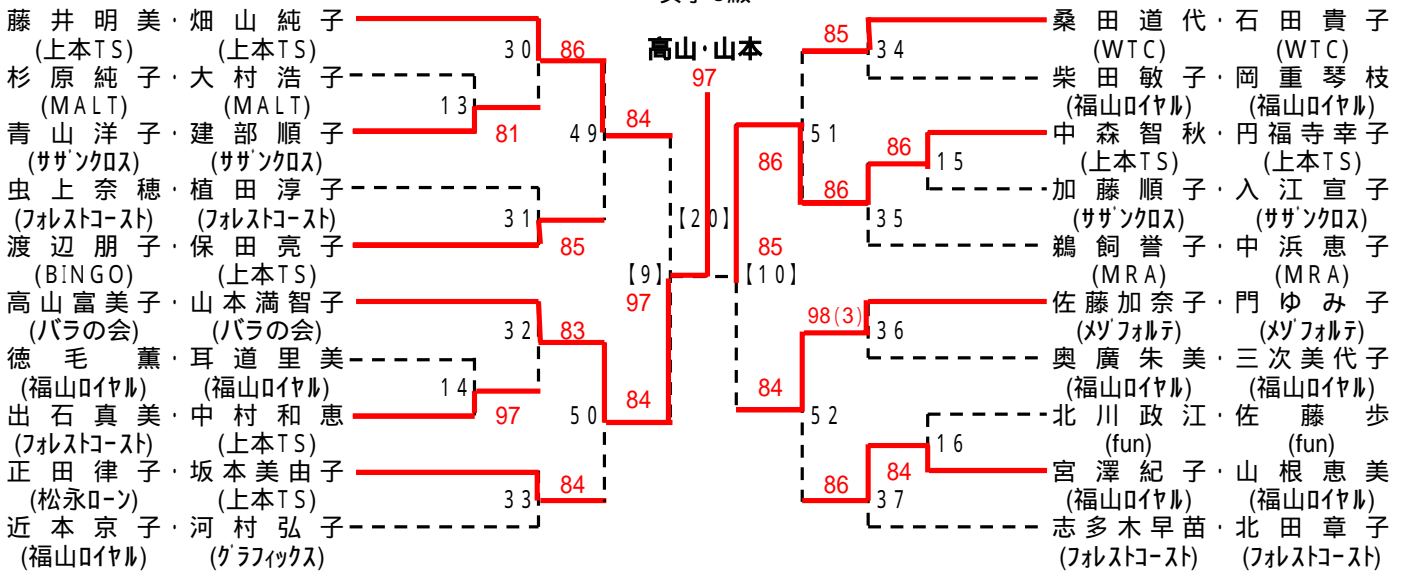 高山・山本
97
藤井明美・畑山純子
(上本TS) (上本TS)
杉原純子・大村浩子
(MALT) (MALT)
青山洋子・建部順子
(サザンクロス) (サザンクロス)
虫上奈穂・植田淳子
(フォレストコースト) (フォレストコースト)
渡辺朋子・保田亮子
(BINGO) (上本TS)
高山富美子・山本満智子
(バラの会) (バラの会)
徳毛薫・耳道里美
(福山ロイヤル) (福山ロイヤル)
出石真美・中村和恵
(フォレストコースト) (上本TS)
正田律子・坂本美由子
(松永ローン) (上本TS)
近本京子・河村弘子
(福山ロイヤル) (グラフィックス)
30 86
13
81
49 84
31
85
【9】
97
32 83
14
97
50 84
33 84
【20】
桑田道代・石田貴子
(WTC) (WTC)
柴田敏子・岡重琴枝
(福山ロイヤル) (福山ロイヤル)
中森智秋・円福寺幸子
(上本TS) (上本TS)
加藤順子・入江宣子
(サザンクロス) (サザンクロス)
鵜飼誉子・中浜恵子
(MRA) (MRA)
佐藤加奈子・門ゆみ子
(メゾフォルテ) (メゾフォルテ)
奥廣朱美・三次美代子
(福山ロイヤル) (福山ロイヤル)
北川政江・佐藤歩
(fun) (fun)
宮澤紀子・山根恵美
(福山ロイヤル) (福山ロイヤル)
志多木早苗・北田章子
(フォレストコースト) (フォレストコースト)
85 34
51
86
86 15
86
35
85
【10】
98(3) 36
84
52
16
86 84
37